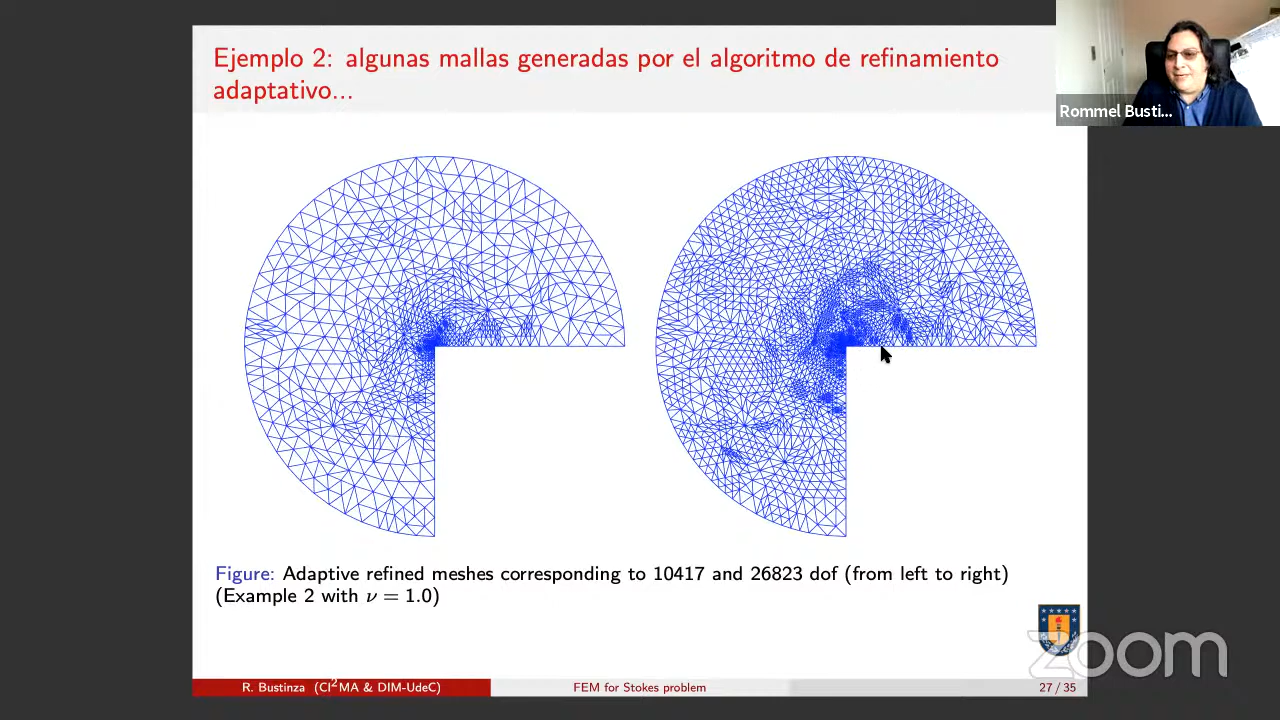 Ejemplo 2: algunas mallas generadas por el algoritmo de refinamiento
adaptativo...
Rommel Busti...
Figure: Adaptive refined meshes corresponding to 10417 and 26823 dof (from left to right)
(Example 2 with ν = 1.0)
zoom
R. Bustinza (CI²MA & DIM-UdeC)
FEM for Stokes problem
27 / 35